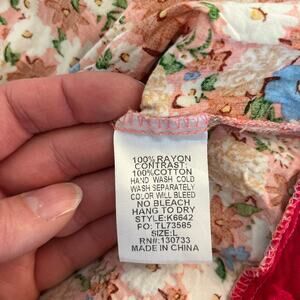 100% RAYON
CONTRAST
100% COTTON
HAND WASH COLD
WASH SEPARATELY
COLOR WILL BLEED
NO BLEACH
HANG TO DRY
STYLE:K6642
FO: TL73585
SIZE:L
RN#:130733
MADE IN CHINA